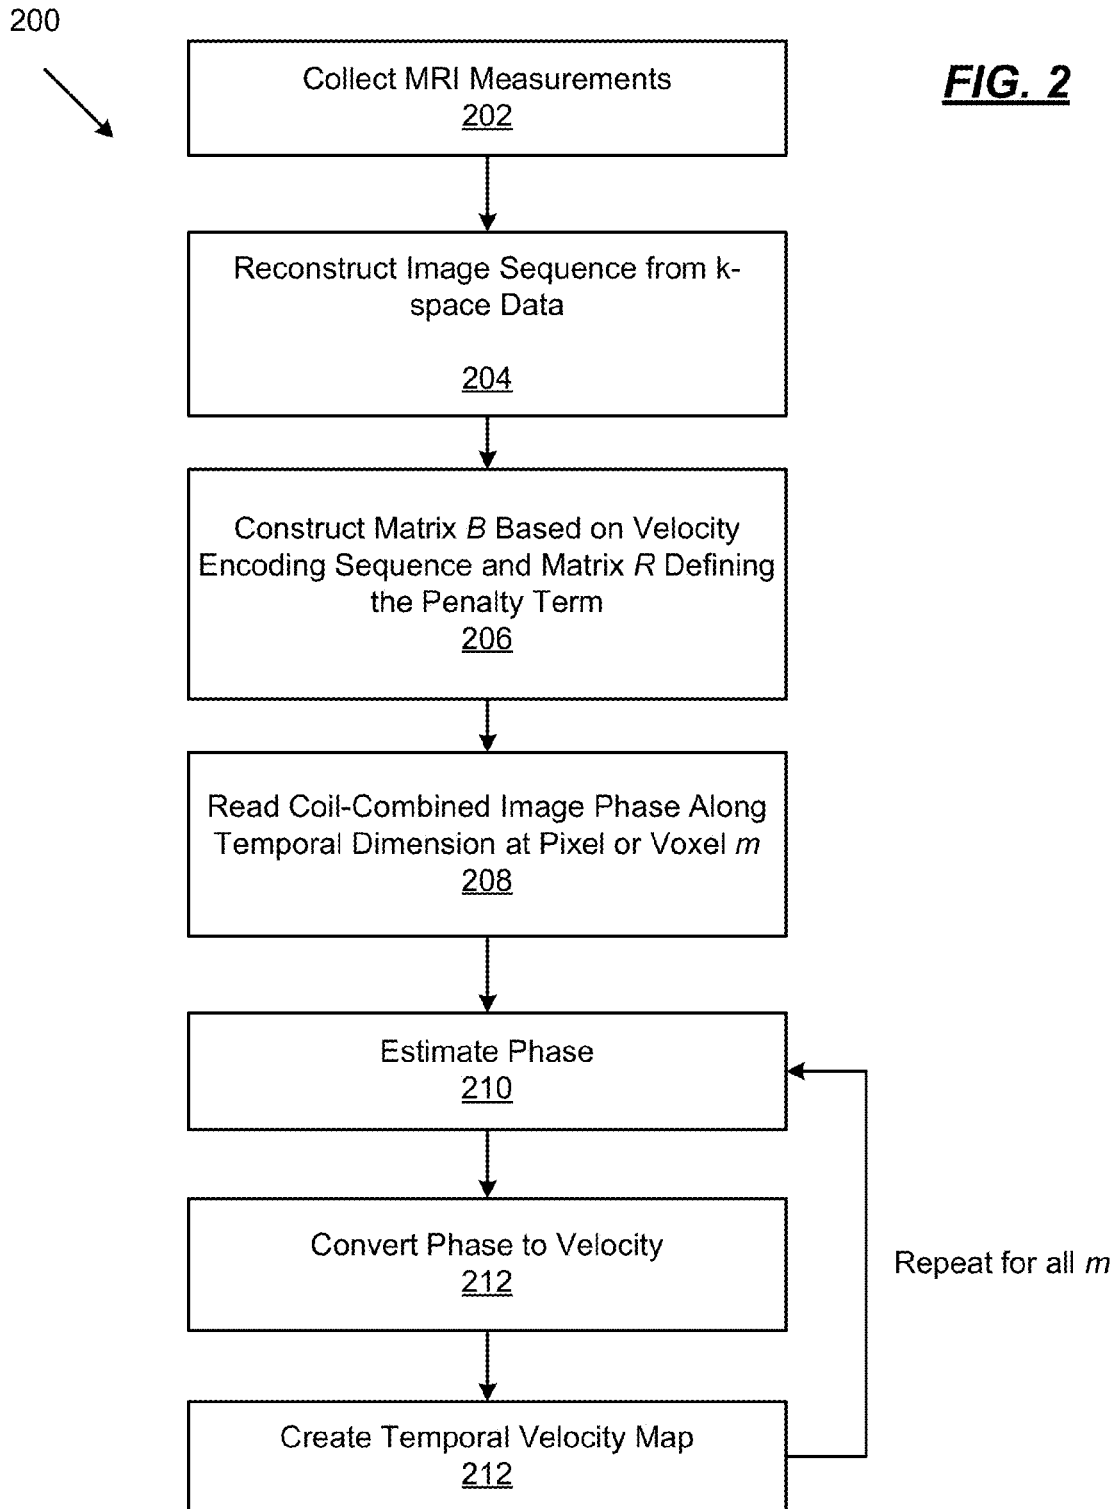 200
FIG. 2
Collect MRI Measurements
202
Reconstruct Image Sequence from k-
space Data
204
Construct Matrix B Based on Velocity
Encoding Sequence and Matrix R Defining
the Penalty Term
206
Read Coil-Combined Image Phase Along
Temporal Dimension at Pixel or Voxel m
208
Estimate Phase
210
Convert Phase to Velocity
212
Repeat for all m
Create Temporal Velocity Map
212